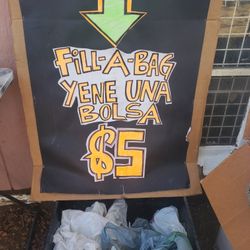 FiLL-A-BAG
YENE UNA
BOLSA
$5